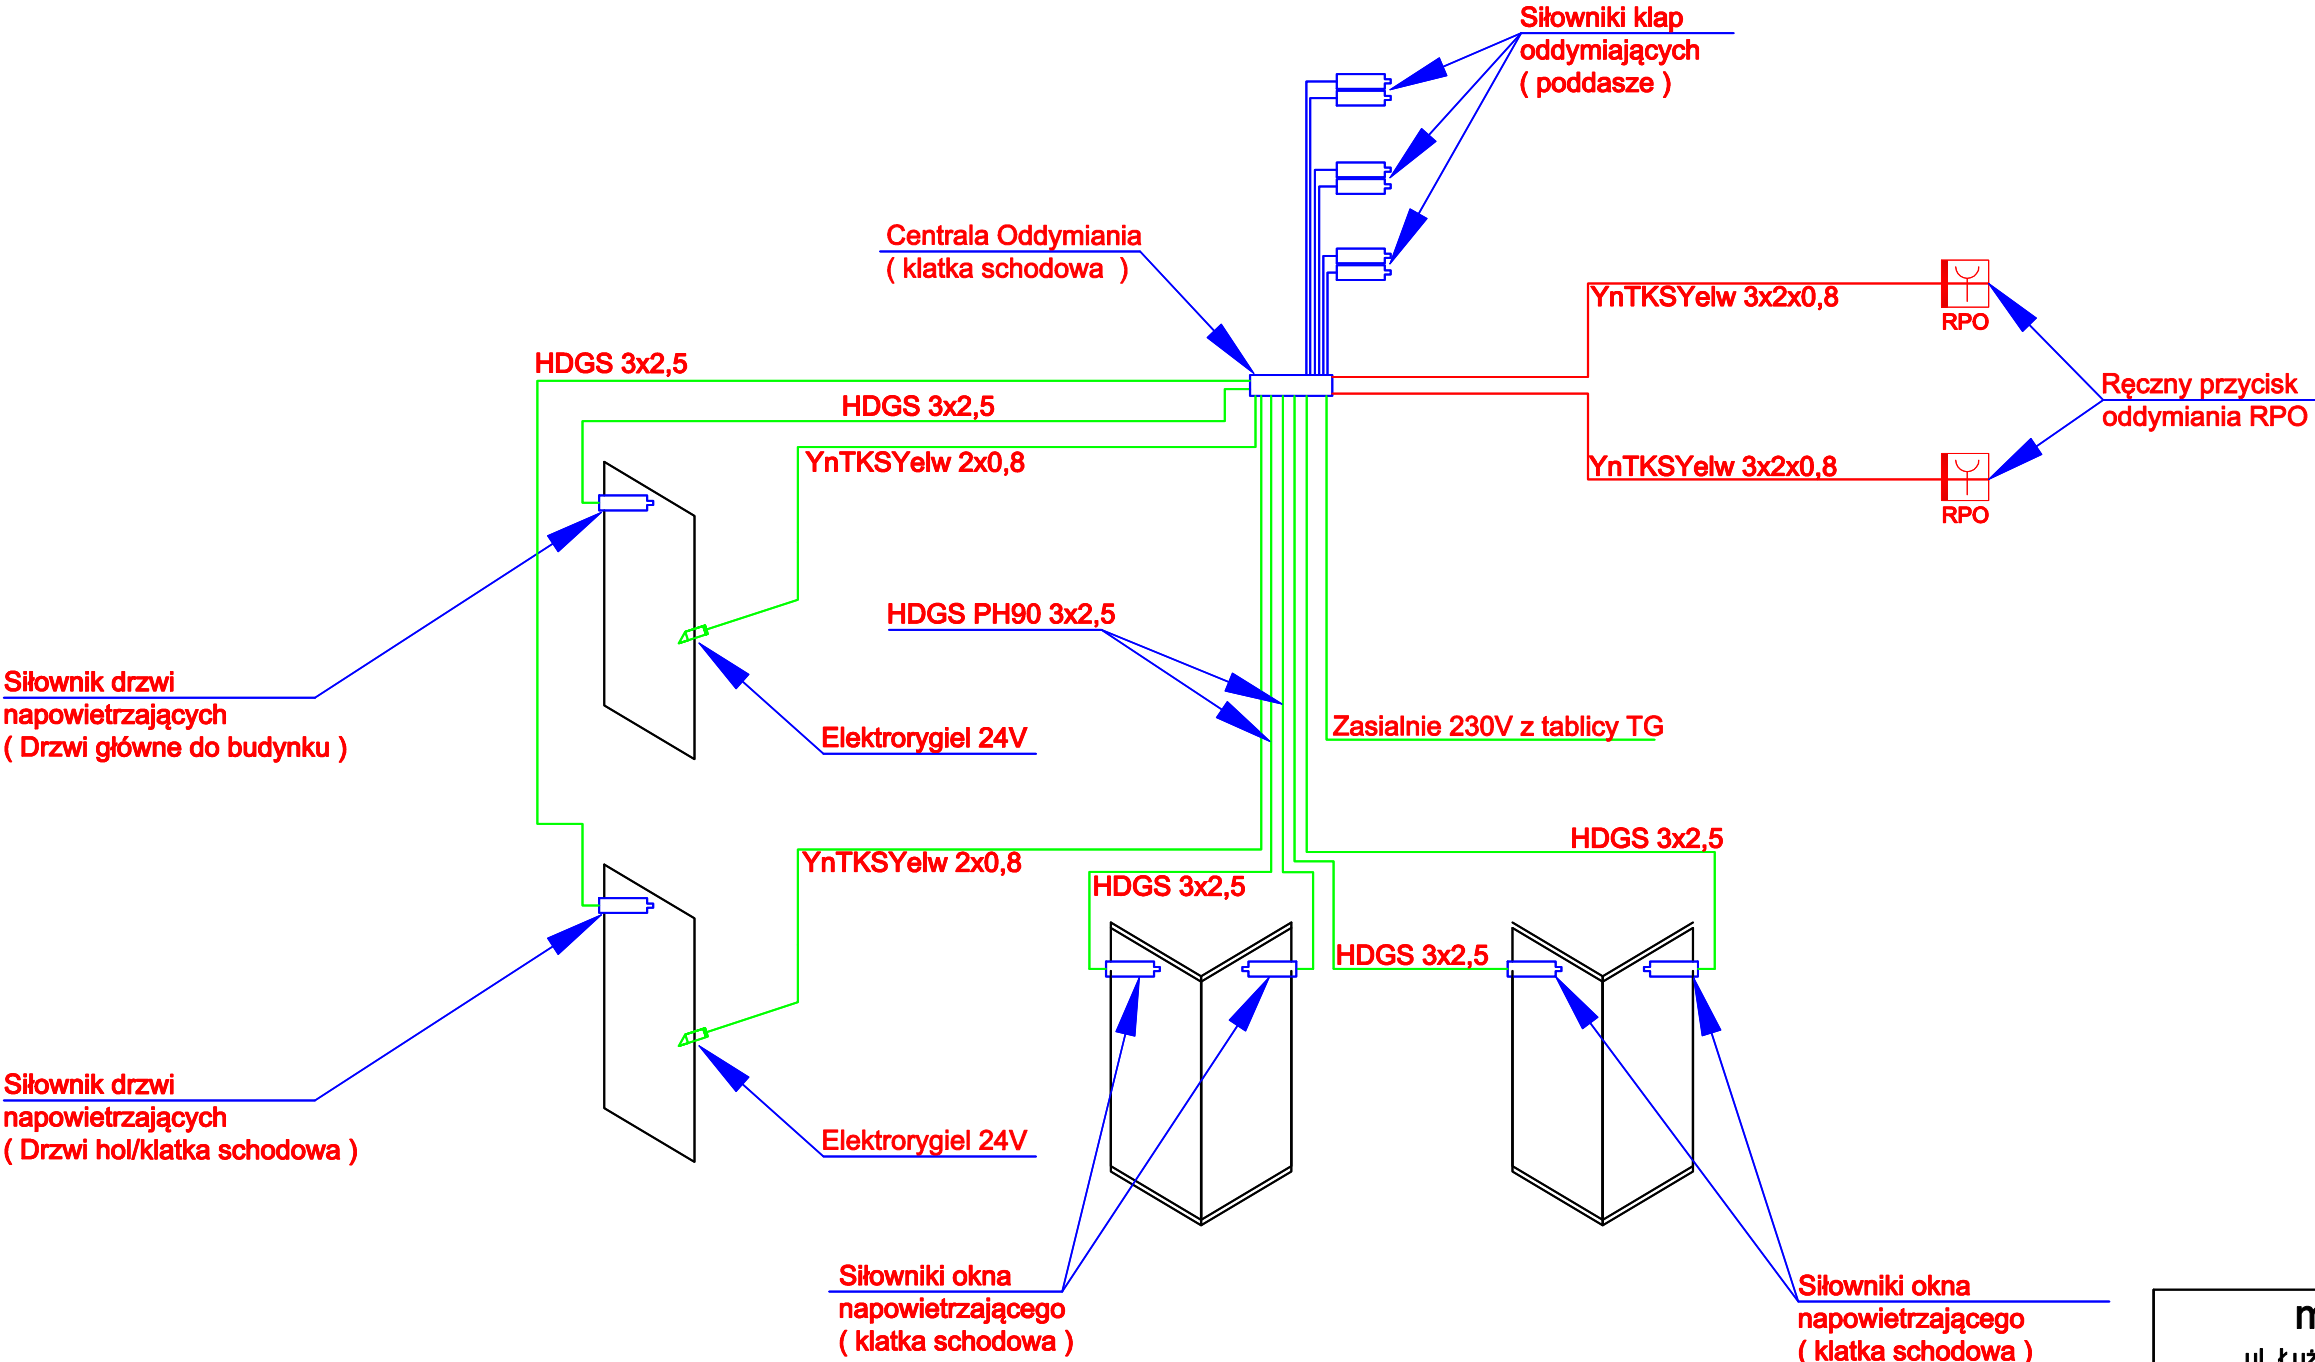 Siłowniki klap
oddymiających
( poddasze )
Centrala Oddymiania
( klatka schodowa )
YnTKSYelw 3x2x0,8
RPO
Ręczny przycisk
oddymiania RPO
YnTKSYelw 3x2x0,8
RPO
HDGS 3x2,5
HDGS 3x2,5
YnTKSYelw 2x0,8
HDGS PH90 3x2,5
Siłownik drzwi
napowietrzających
( Drzwi główne do budynku )
Elektrorygiel 24V
Zasialnie 230V z tablicy TG
HDGS 3x2,5
YnTKSYelw 2x0,8
HDGS 3x2,5
HDGS 3x2,5
Siłownik drzwi
napowietrzających
( Drzwi hol/klatka schodowa )
Elektrorygiel 24V
Siłowniki okna
napowietrzającego
( klatka schodowa )
Siłowniki okna
napowietrzającego
( klatka schodowa )